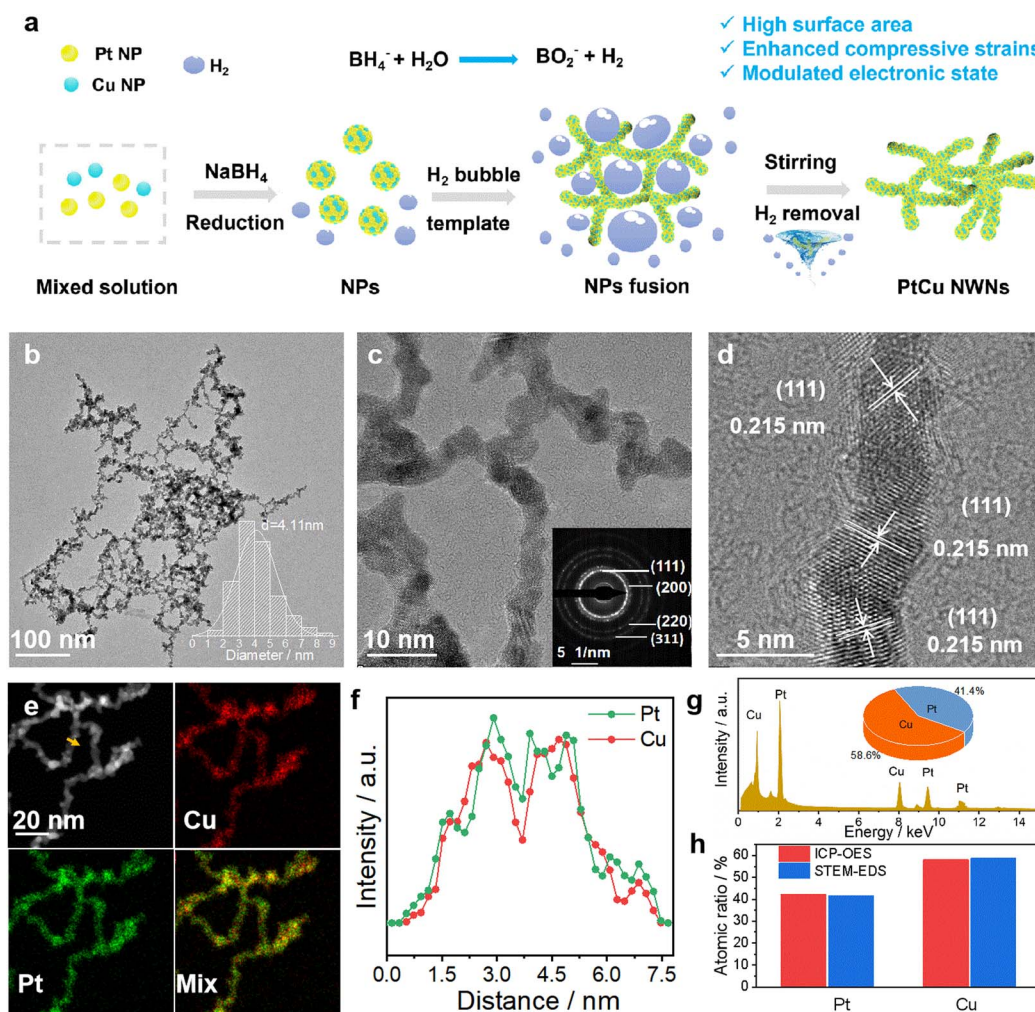 a
Pt NP
Cu NP
H₂
BH₄⁻ + H₂O
BO₂⁻ + H₂
✓ High surface area
✓ Enhanced compressive strains
✓ Modulated electronic state
NaBH₄
Reduction
H₂ bubble
template
Stirring
H₂ removal
Mixed solution
NPs
NPs fusion
PtCu NWNs
b
d=4.11nm
0 1 2 3 4 5 6 7 8 9
Diameter / nm
100 nm
c
(111)
(200)
(220)
(311)
5 1/nm
10 nm
d
(111)
0.215 nm
(111)
0.215 nm
(111)
0.215 nm
5 nm
e
20 nm
Cu
Pt
Mix
f
Pt
Cu
Intensity / a.u.
0.0 1.5 3.0 4.5 6.0 7.5
Distance / nm
g
Intensity / a.u.
Cu
Pt
41.4%
Pt
Cu
58.6%
Cu
Pt
Pt
0 2 4 6 8 10 12 14
Energy / keV
h
ICP-OES
STEM-EDS
Atomic ratio / %
60
50
40
30
20
10
0
Pt Cu